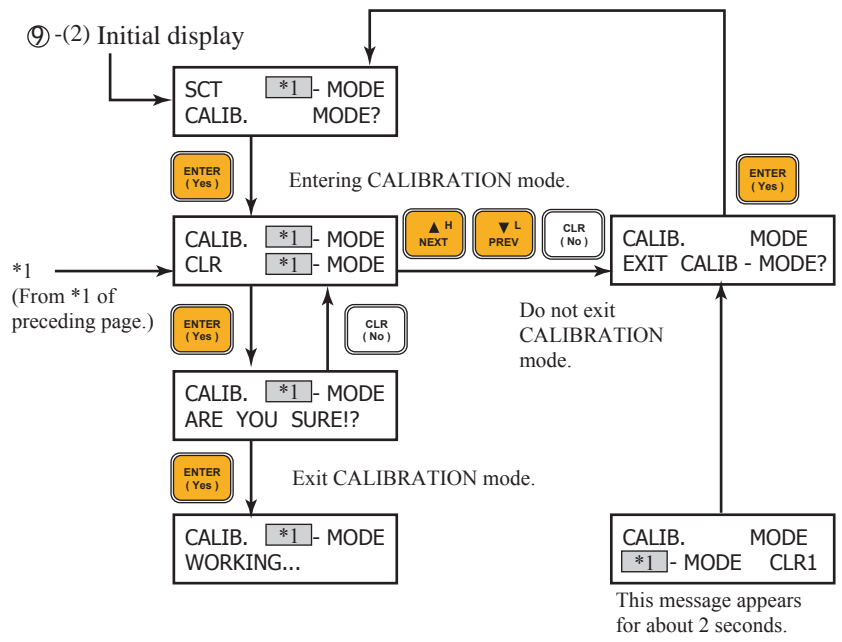 ⑨-(2) Initial display
SCT *1 - MODE
CALIB. MODE?
ENTER
( Yes )
Entering CALIBRATION mode.
ENTER
( Yes )
CALIB. *1 - MODE
CLR *1 - MODE
▲ H
NEXT
▼ L
PREV
CLR
( No )
CALIB. MODE
EXIT CALIB - MODE?
*1
(From *1 of
preceding page.)
ENTER
( Yes )
CLR
( No )
Do not exit
CALIBRATION
mode.
CALIB. *1 - MODE
ARE YOU SURE!?
ENTER
( Yes )
Exit CALIBRATION mode.
CALIB. *1 - MODE
WORKING...
CALIB. MODE
*1 - MODE CLR1
This message appears
for about 2 seconds.